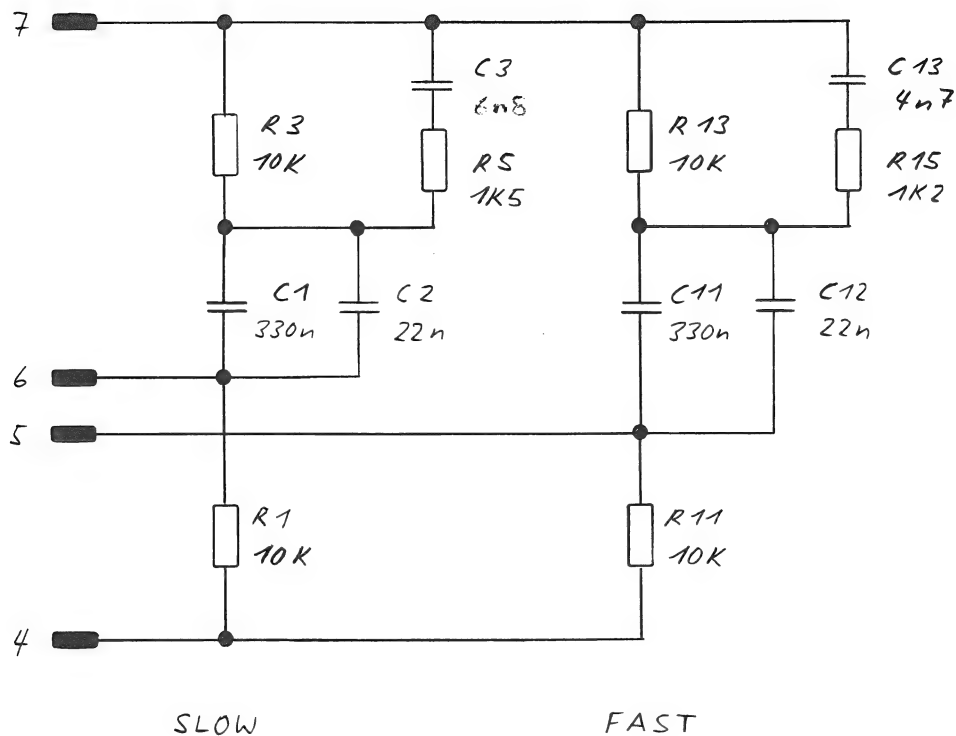 7
C3
6n8
C13
4n7
R3
10K
R5
1K5
R13
10K
R15
1K2
C1
330n
C2
22n
C11
330n
C12
22n
6
5
R1
10K
R11
10K
4
SLOW
FAST